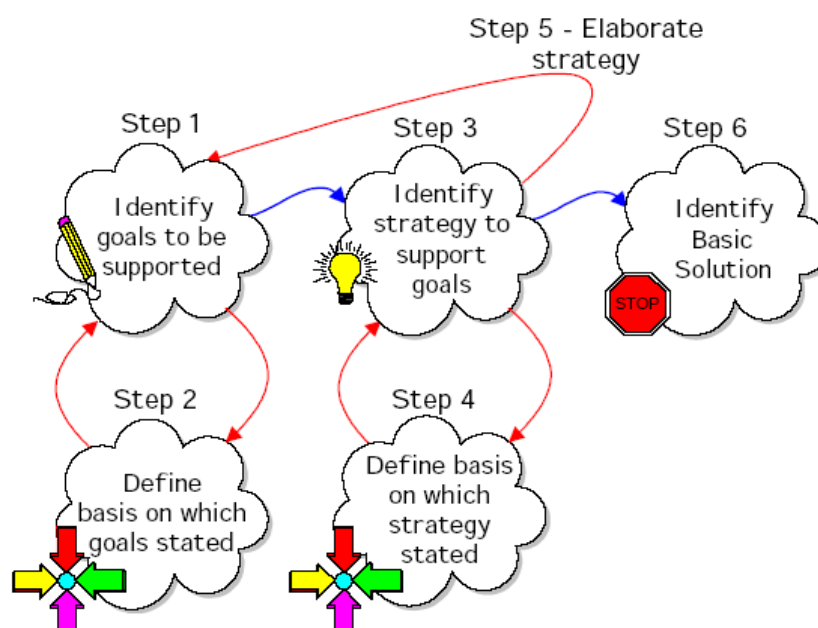 Step 5 - Elaborate
strategy
Step 1
Identify
goals to be
supported
Step 3
Identify
strategy to
support
goals
Step 6
Identify
Basic
Solution
STOP
Step 2
Define
basis on which
goals stated
Step 4
Define basis
on which
strategy
stated